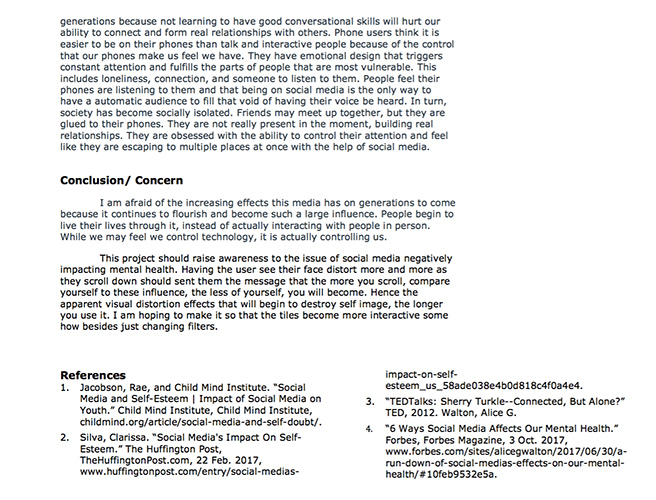 generations because not learning to have good conversational skills will hurt our
ability to connect and form real relationships with others. Phone users think it is
easier to be on their phones than talk and interactive people because of the control
that our phones make us feel we have. They have emotional design that triggers
constant attention and fulfills the parts of people that are most vulnerable. This
includes loneliness, connection, and someone to listen to them. People feel their
phones are listening to them and that being on social media is the only way to
have a automatic audience to fill that void of having their voice be heard. In turn,
society has become socially isolated. Friends may meet up together, but they are
glued to their phones. They are not really present in the moment, building real
relationships. They are obsessed with the ability to control their attention and feel
like they are escaping to multiple places at once with the help of social media.
Conclusion/ Concern
I am afraid of the increasing effects this media has on generations to come
because it continues to flourish and become such a large influence. People begin to
live their lives through it, instead of actually interacting with people in person.
While we may feel we control technology, it is actually controlling us.
This project should raise awareness to the issue of social media negatively
impacting mental health. Having the user see their face distort more and more as
they scroll down should sent them the message that the more you scroll, compare
yourself to these influence, the less of yourself, you will become. Hence the
apparent visual distortion effects that will begin to destroy self image, the longer
you use it. I am hoping to make it so that the tiles become more interactive some
how besides just changing filters.
References
1. Jacobson, Rae, and Child Mind Institute. “Social
Media and Self-Esteem | Impact of Social Media on
Youth.” Child Mind Institute, Child Mind Institute,
childmind.org/article/social-media-and-self-doubt/.
2. Silva, Clarissa. “Social Media's Impact On Self-
Esteem.” The Huffington Post,
TheHuffingtonPost.com, 22 Feb. 2017,
www.huffingtonpost.com/entry/social-medias-
impact-on-self-
esteem_us_58ade038e4b0d818c4f0a4e4.
3. “TEDTalks: Sherry Turkle--Connected, But Alone?”
TED, 2012. Walton, Alice G.
4. “6 Ways Social Media Affects Our Mental Health.”
Forbes, Forbes Magazine, 3 Oct. 2017,
www.forbes.com/sites/alicegwalton/2017/06/30/a-
run-down-of-social-medias-effects-on-our-mental-
health/#10feb9532e5a.